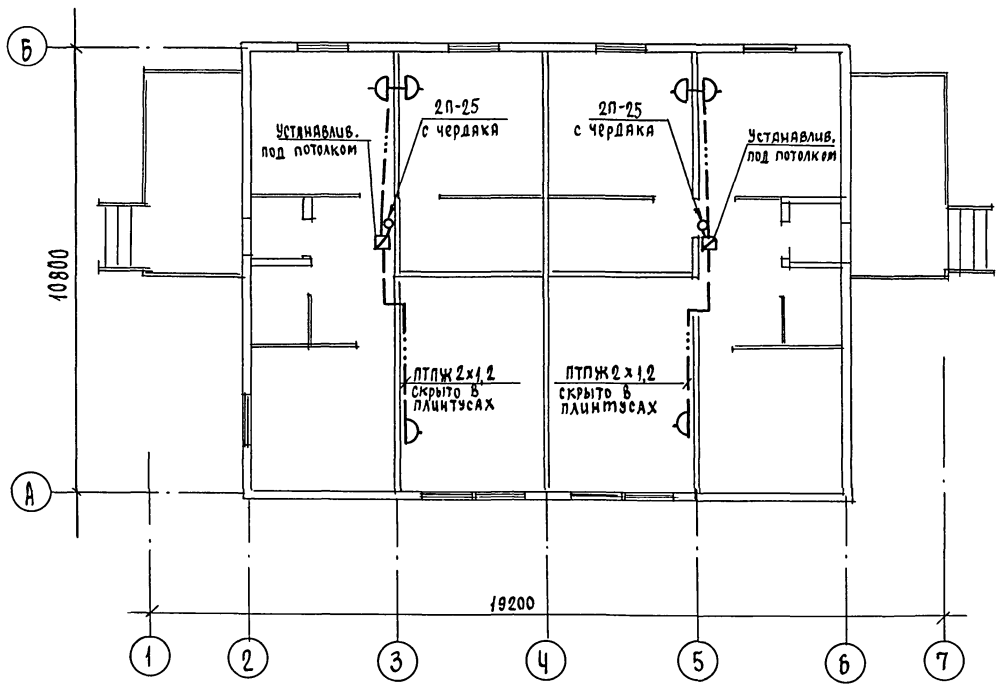 Б
2П-25
с чердака
Устанавлив.
под потолком
2П-25
с чердака
Устанавлив.
под потолком
10800
ПТПЖ 2х1,2
скрыто в
плинтусах
ПТПЖ 2х1,2
скрыто в
плинтусах
А
19200
1 2 3 4 5 6 7